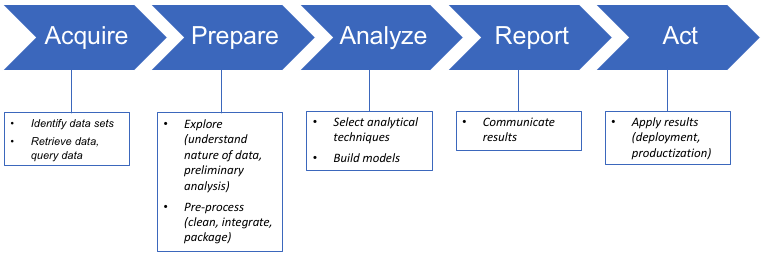 Acquire
Prepare
Analyze
Report
Act
• Identify data sets
• Retrieve data,
query data
• Explore
(understand
nature of data,
preliminary
analysis)
• Pre-process
(clean, integrate,
package)
• Select analytical
techniques
• Build models
• Communicate
results
• Apply results
(deployment,
productization)